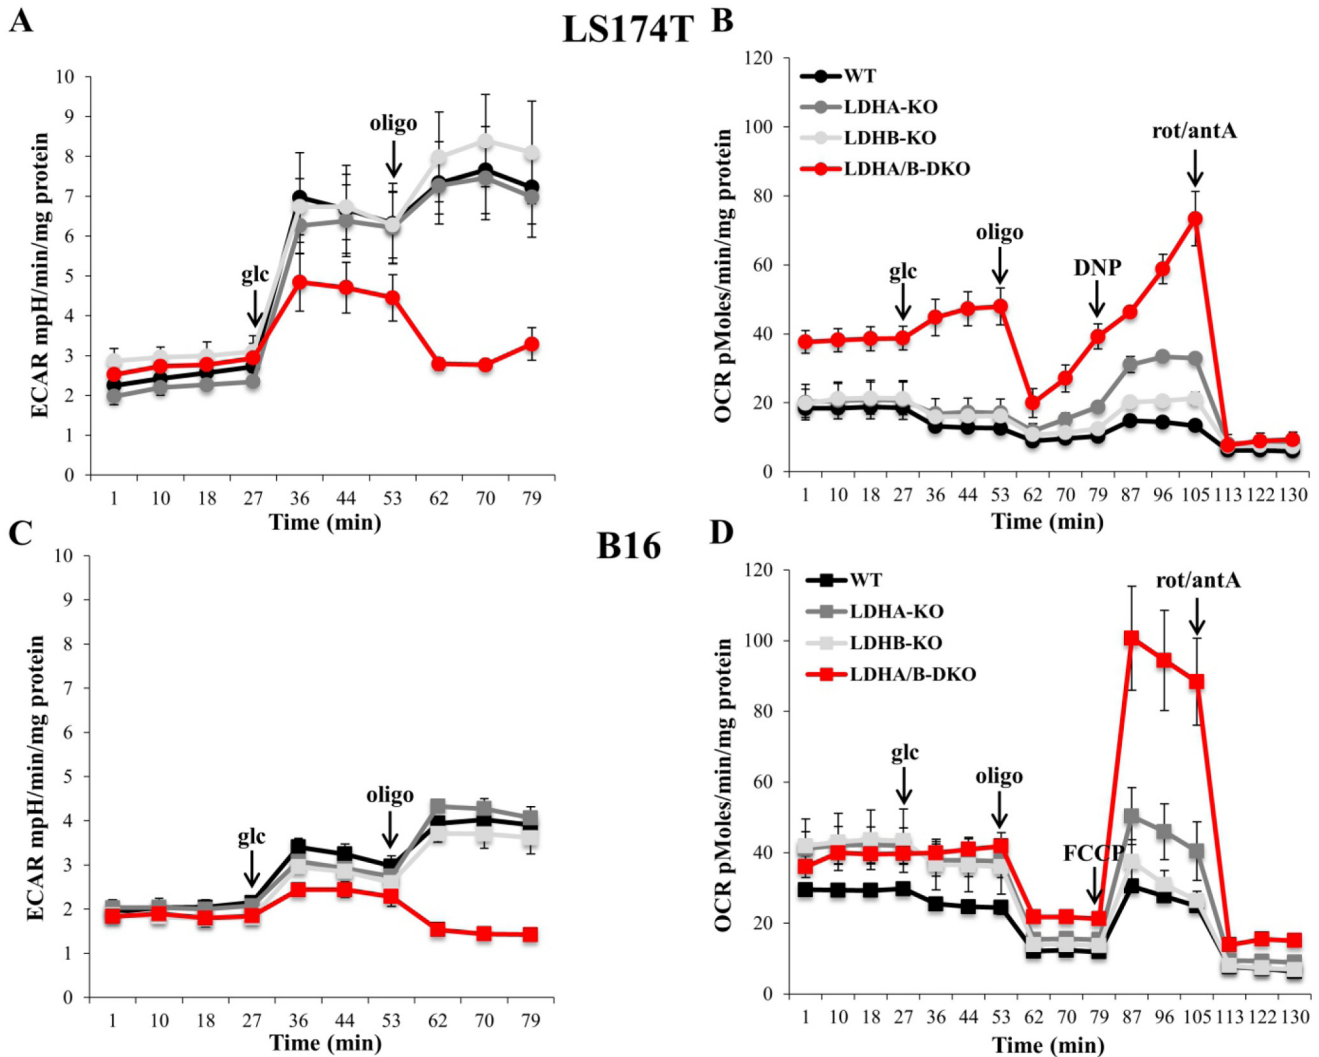 A
LS174T
B
ECAR mpH/min/mg protein
10
9
8
7
6
5
4
3
2
1
0
glc
oligo
1 10 18 27 36 44 53 62 70 79
Time (min)
OCR pMoles/min/mg protein
120
100
80
60
40
20
0
WT
LDHA-KO
LDHB-KO
LDHA/B-DKO
glc
oligo
DNP
rot/antA
1 10 18 27 36 44 53 62 70 79 87 96 105 113 122 130
Time (min)
C
B16
D
ECAR mpH/min/mg protein
10
9
8
7
6
5
4
3
2
1
0
glc
oligo
1 10 18 27 36 44 53 62 70 79
Time (min)
OCR pMoles/min/mg protein
120
100
80
60
40
20
0
WT
LDHA-KO
LDHB-KO
LDHA/B-DKO
glc
oligo
FCCP
rot/antA
1 10 18 27 36 44 53 62 70 79 87 96 105 113 122 130
Time (min)